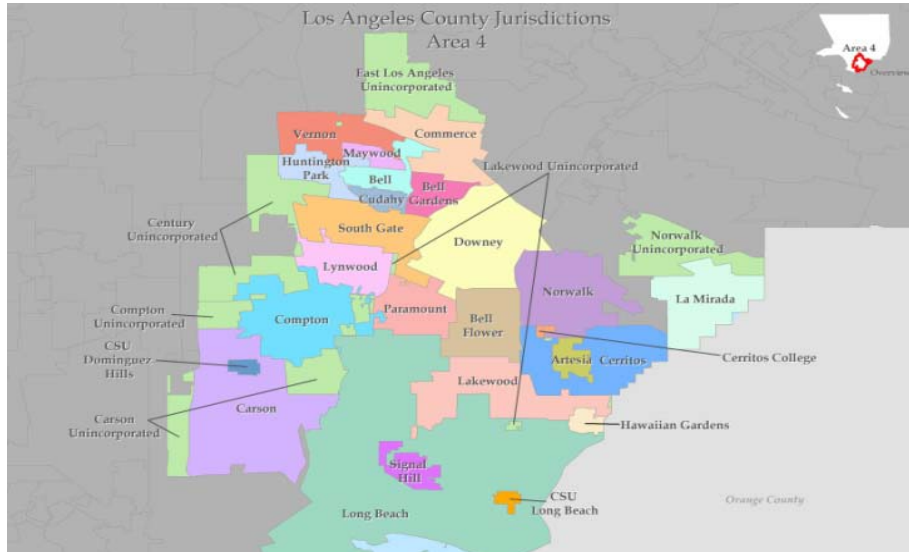 Los Angeles County Jurisdictions
Area 4
Area 4
Overview
East Los Angeles
Unincorporated
Vernon
Commerce
Maywood
Huntington
Park
Bell
Bell
Gardens
Cudahy
Lakewood Unincorporated
Century
Unincorporated
South Gate
Downey
Norwalk
Unincorporated
Lynwood
Norwalk
La Mirada
Compton
Unincorporated
Compton
Paramount
Bell
Flower
CSU
Dominguez
Hills
Artesia
Cerritos
Cerritos College
Lakewood
Carson
Carson
Unincorporated
Hawaiian Gardens
Signal
Hill
CSU
Long Beach
Orange County
Long Beach